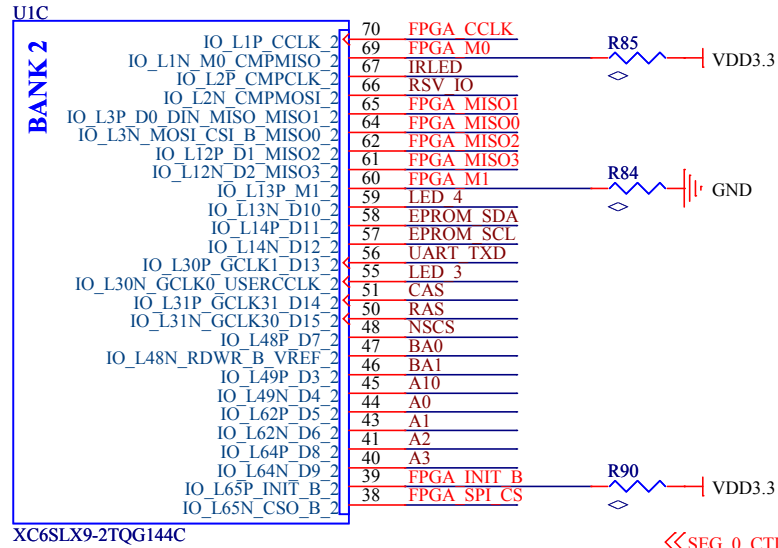 U1C
BANK 2
IO_L1P_CCLK_2 70 FPGA_CCLK
IO_L1N_M0_CMPMISO_2 69 FPGA_M0 R85 <> VDD3.3
IO_L2P_CMPCLK_2 67 IRLED
IO_L2N_CMPMOSI_2 66 RSV_IO
IO_L3P_D0_DIN_MISO_MISO1_2 65 FPGA_MISO1
IO_L3N_MOSI_CSI_B_MISO0_2 64 FPGA_MISO0
IO_L12P_D1_MISO2_2 62 FPGA_MISO2
IO_L12N_D2_MISO3_2 61 FPGA_MISO3
IO_L13P_M1_2 60 FPGA_M1 R84 <> GND
IO_L13N_D10_2 59 LED_4
IO_L14P_D11_2 58 EPROM_SDA
IO_L14N_D12_2 57 EPROM_SCL
IO_L30P_GCLK1_D13_2 56 UART_TXD
IO_L30N_GCLK0_USERCCLK_2 55 LED_3
IO_L31P_GCLK31_D14_2 51 CAS
IO_L31N_GCLK30_D15_2 50 RAS
IO_L48P_D7_2 48 NSCS
IO_L48N_RDWR_B_VREF_2 47 BA0
IO_L49P_D3_2 46 BA1
IO_L49N_D4_2 45 A10
IO_L62P_D5_2 44 A0
IO_L62N_D6_2 43 A1
IO_L64P_D8_2 41 A2
IO_L64N_D9_2 40 A3
IO_L65P_INIT_B_2 39 FPGA_INIT_B R90 <> VDD3.3
IO_L65N_CSO_B_2 38 FPGA_SPI_CS
XC6SLX9-2TQG144C